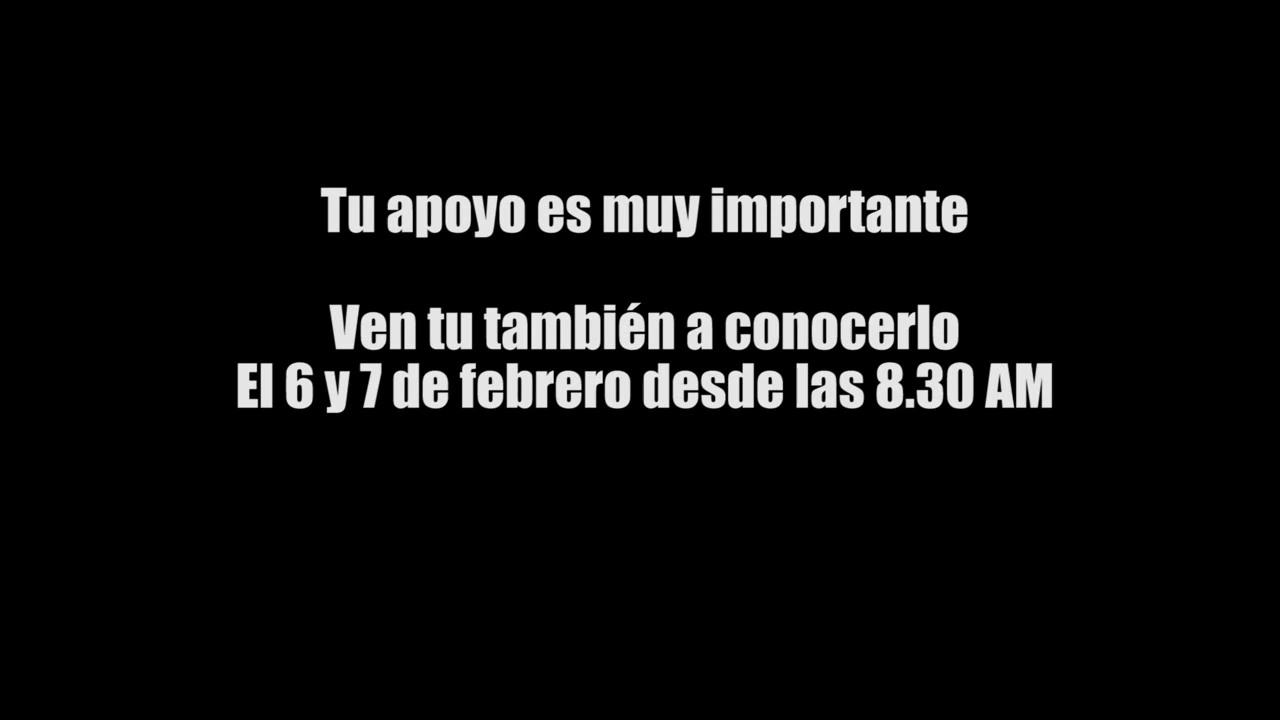 Tu apoyo es muy importante
Ven tu también a conocerlo
El 6 y 7 de febrero desde las 8.30 AM